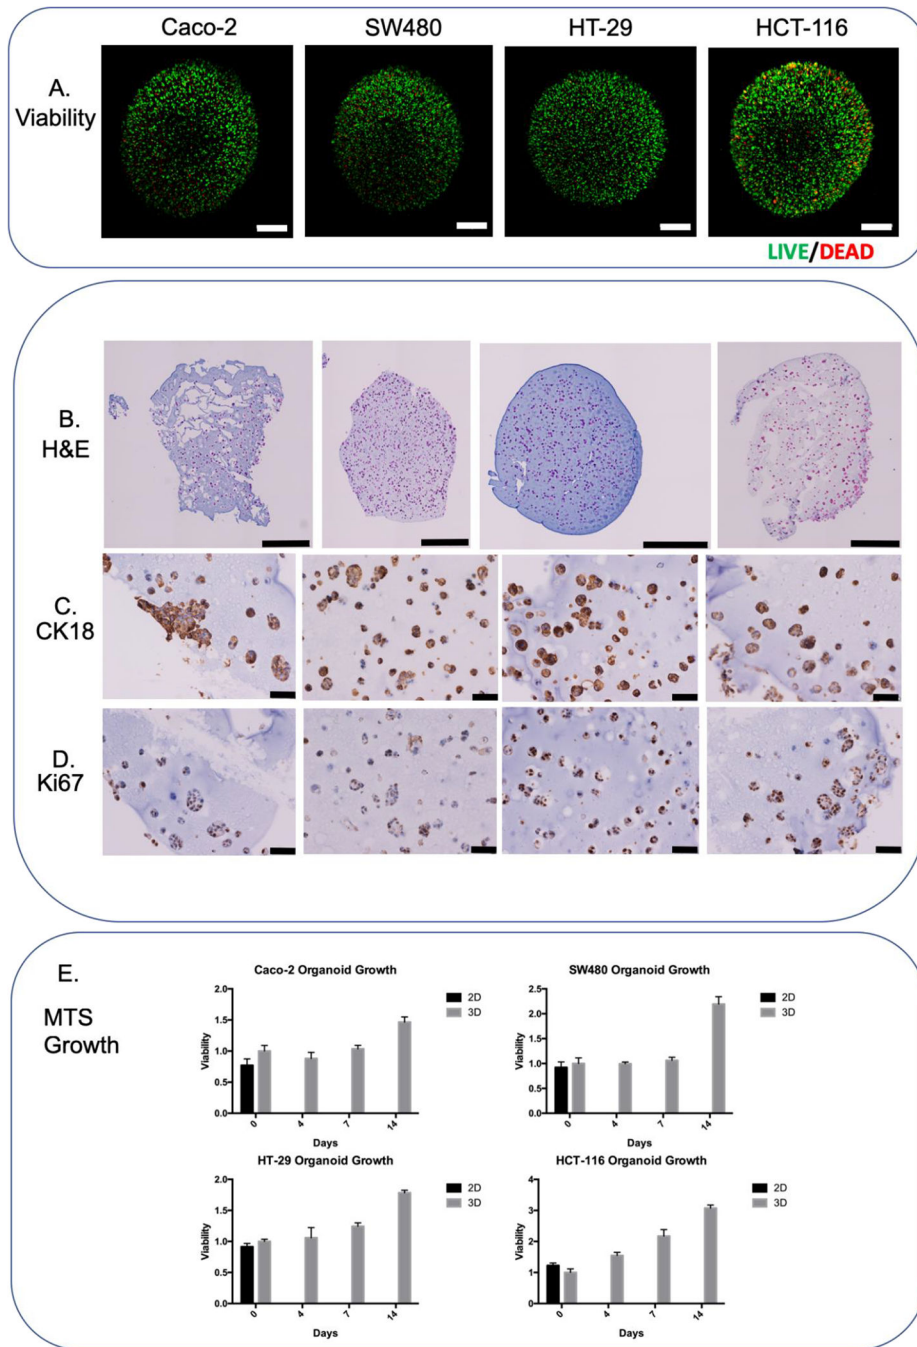 Caco-2 SW480 HT-29 HCT-116
A.
Viability
LIVE/DEAD
B.
H&E
C.
CK18
D.
Ki67
E.
MTS
Growth
Caco-2 Organoid Growth
2.0
1.5
1.0
0.5
0.0
Viability
0 4 7 14
Days
2D
3D
SW480 Organoid Growth
2.5
2.0
1.5
1.0
0.5
0.0
Viability
0 4 7 14
Days
2D
3D
HT-29 Organoid Growth
2.0
1.5
1.0
0.5
0.0
Viability
0 4 7 14
Days
2D
3D
HCT-116 Organoid Growth
4
3
2
1
0
Viability
0 4 7 14
Days
2D
3D